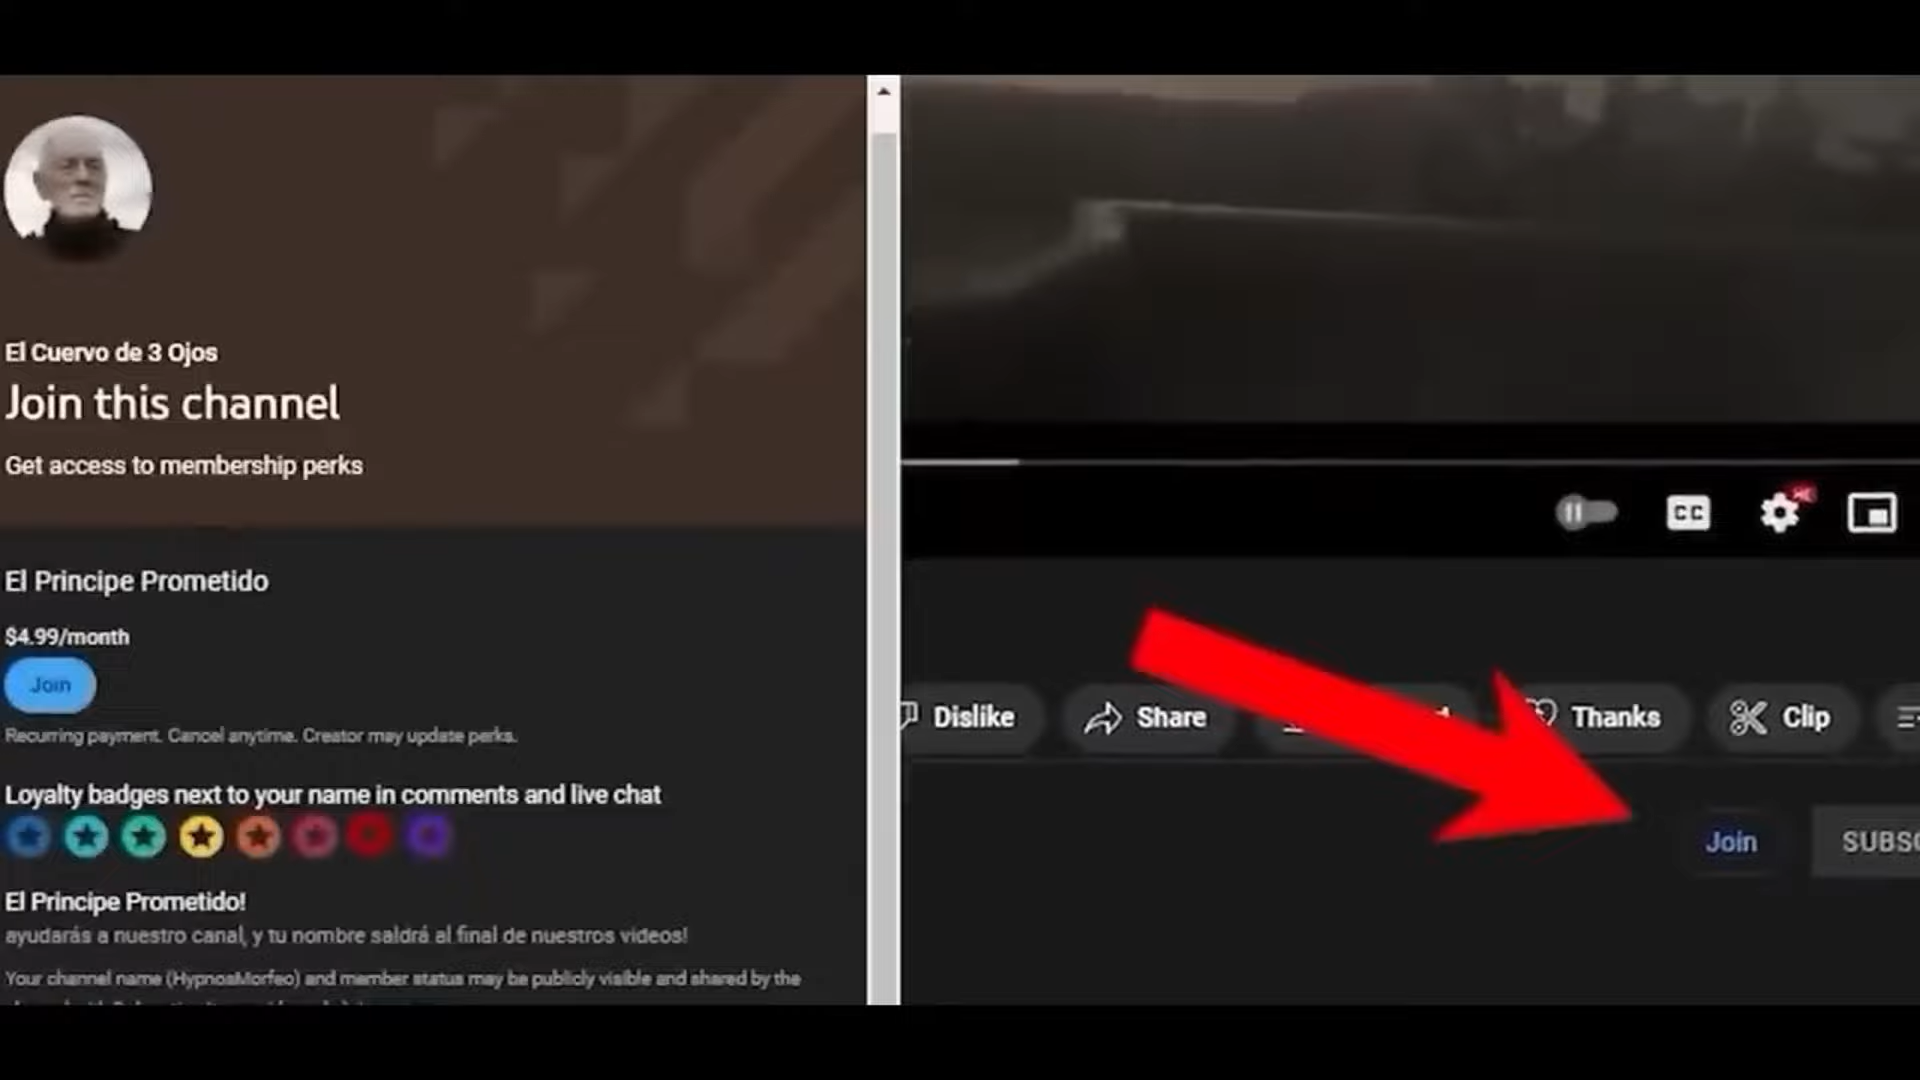 El Cuervo de 3 Ojos
Join this channel
Get access to membership perks
El Principe Prometido
$4.99/month
Join
Recurring payment. Cancel anytime. Creator may update perks.
Loyalty badges next to your name in comments and live chat
El Principe Prometido!
ayudarás a nuestro canal, y tu nombre saldrá al final de nuestros videos!
Your channel name (HypnosMorfeo) and member status may be publicly visible and shared by the
CC
Dislike
Share
Thanks
Clip
Join
SUBSC